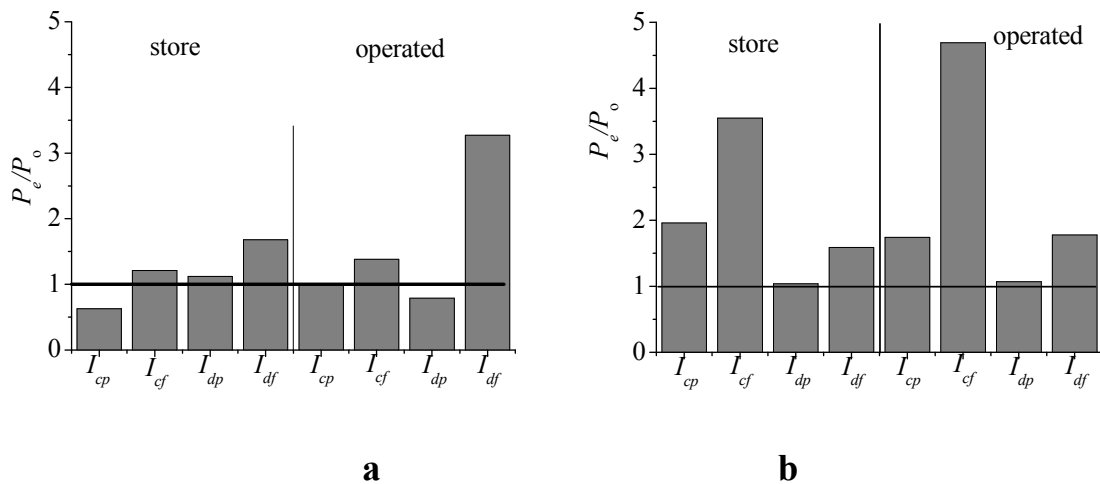 5
4
3
2
1
0
P_e/P_o
store
operated
I_cp
I_cf
I_dp
I_df
I_cp
I_cf
I_dp
I_df
a
5
4
3
2
1
0
P_e/P_o
store
operated
I_cp
I_cf
I_dp
I_df
I_cp
I_cf
I_dp
I_df
b